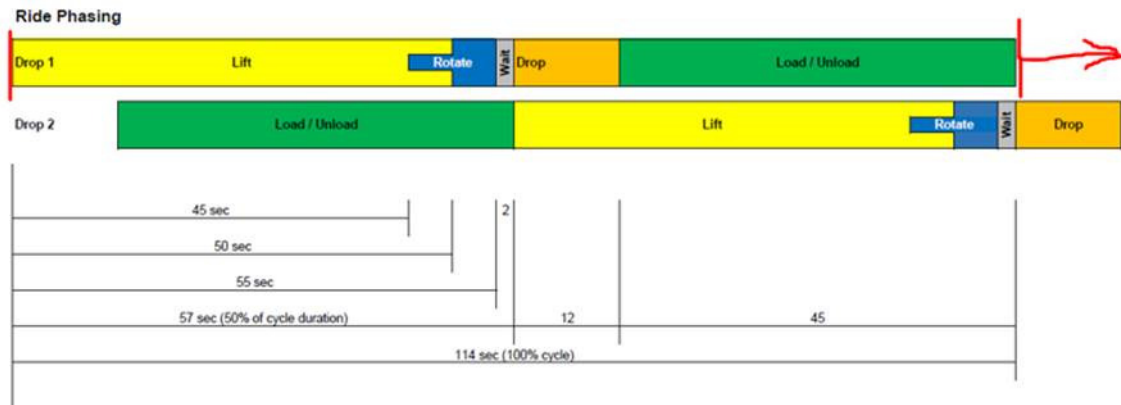 Ride Phasing
Drop 1 Lift Rotate Wait Drop Load / Unload
Drop 2 Load / Unload Lift Rotate Wait Drop
45 sec 2
50 sec
55 sec
57 sec (50% of cycle duration) 12 45
114 sec (100% cycle)